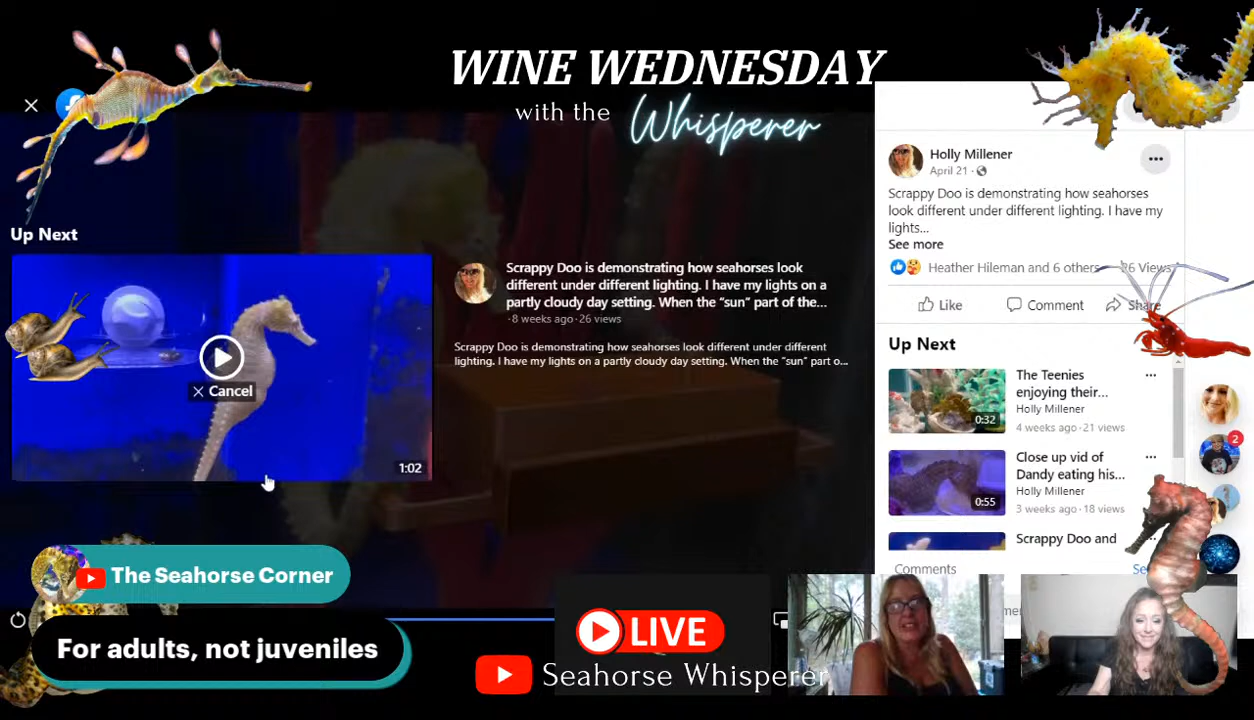 WINE WEDNESDAY
with the
Whisperer
Up Next
Cancel
1:02
Scrappy Doo is demonstrating how seahorses look
different under different lighting. I have my lights on a
partly cloudy day setting. When the “sun” part of the...
8 weeks ago · 26 views
Scrappy Doo is demonstrating how seahorses look different under different
lighting. I have my lights on a partly cloudy day setting. When the “sun” part o...
Holly Millener
April 21 ·
Scrappy Doo is demonstrating how seahorses
look different under different lighting. I have my
lights...
See more
Heather Hileman and 6 others
26 Views
Like
Comment
Share
Up Next
The Teenies
enjoying their...
Holly Millener
4 weeks ago · 21 views
0:32
2
Close up vid of
Dandy eating his...
Holly Millener
3 weeks ago · 18 views
0:55
Scrappy Doo and
Comments
The Seahorse Corner
For adults, not juveniles
LIVE
Seahorse Whisperer